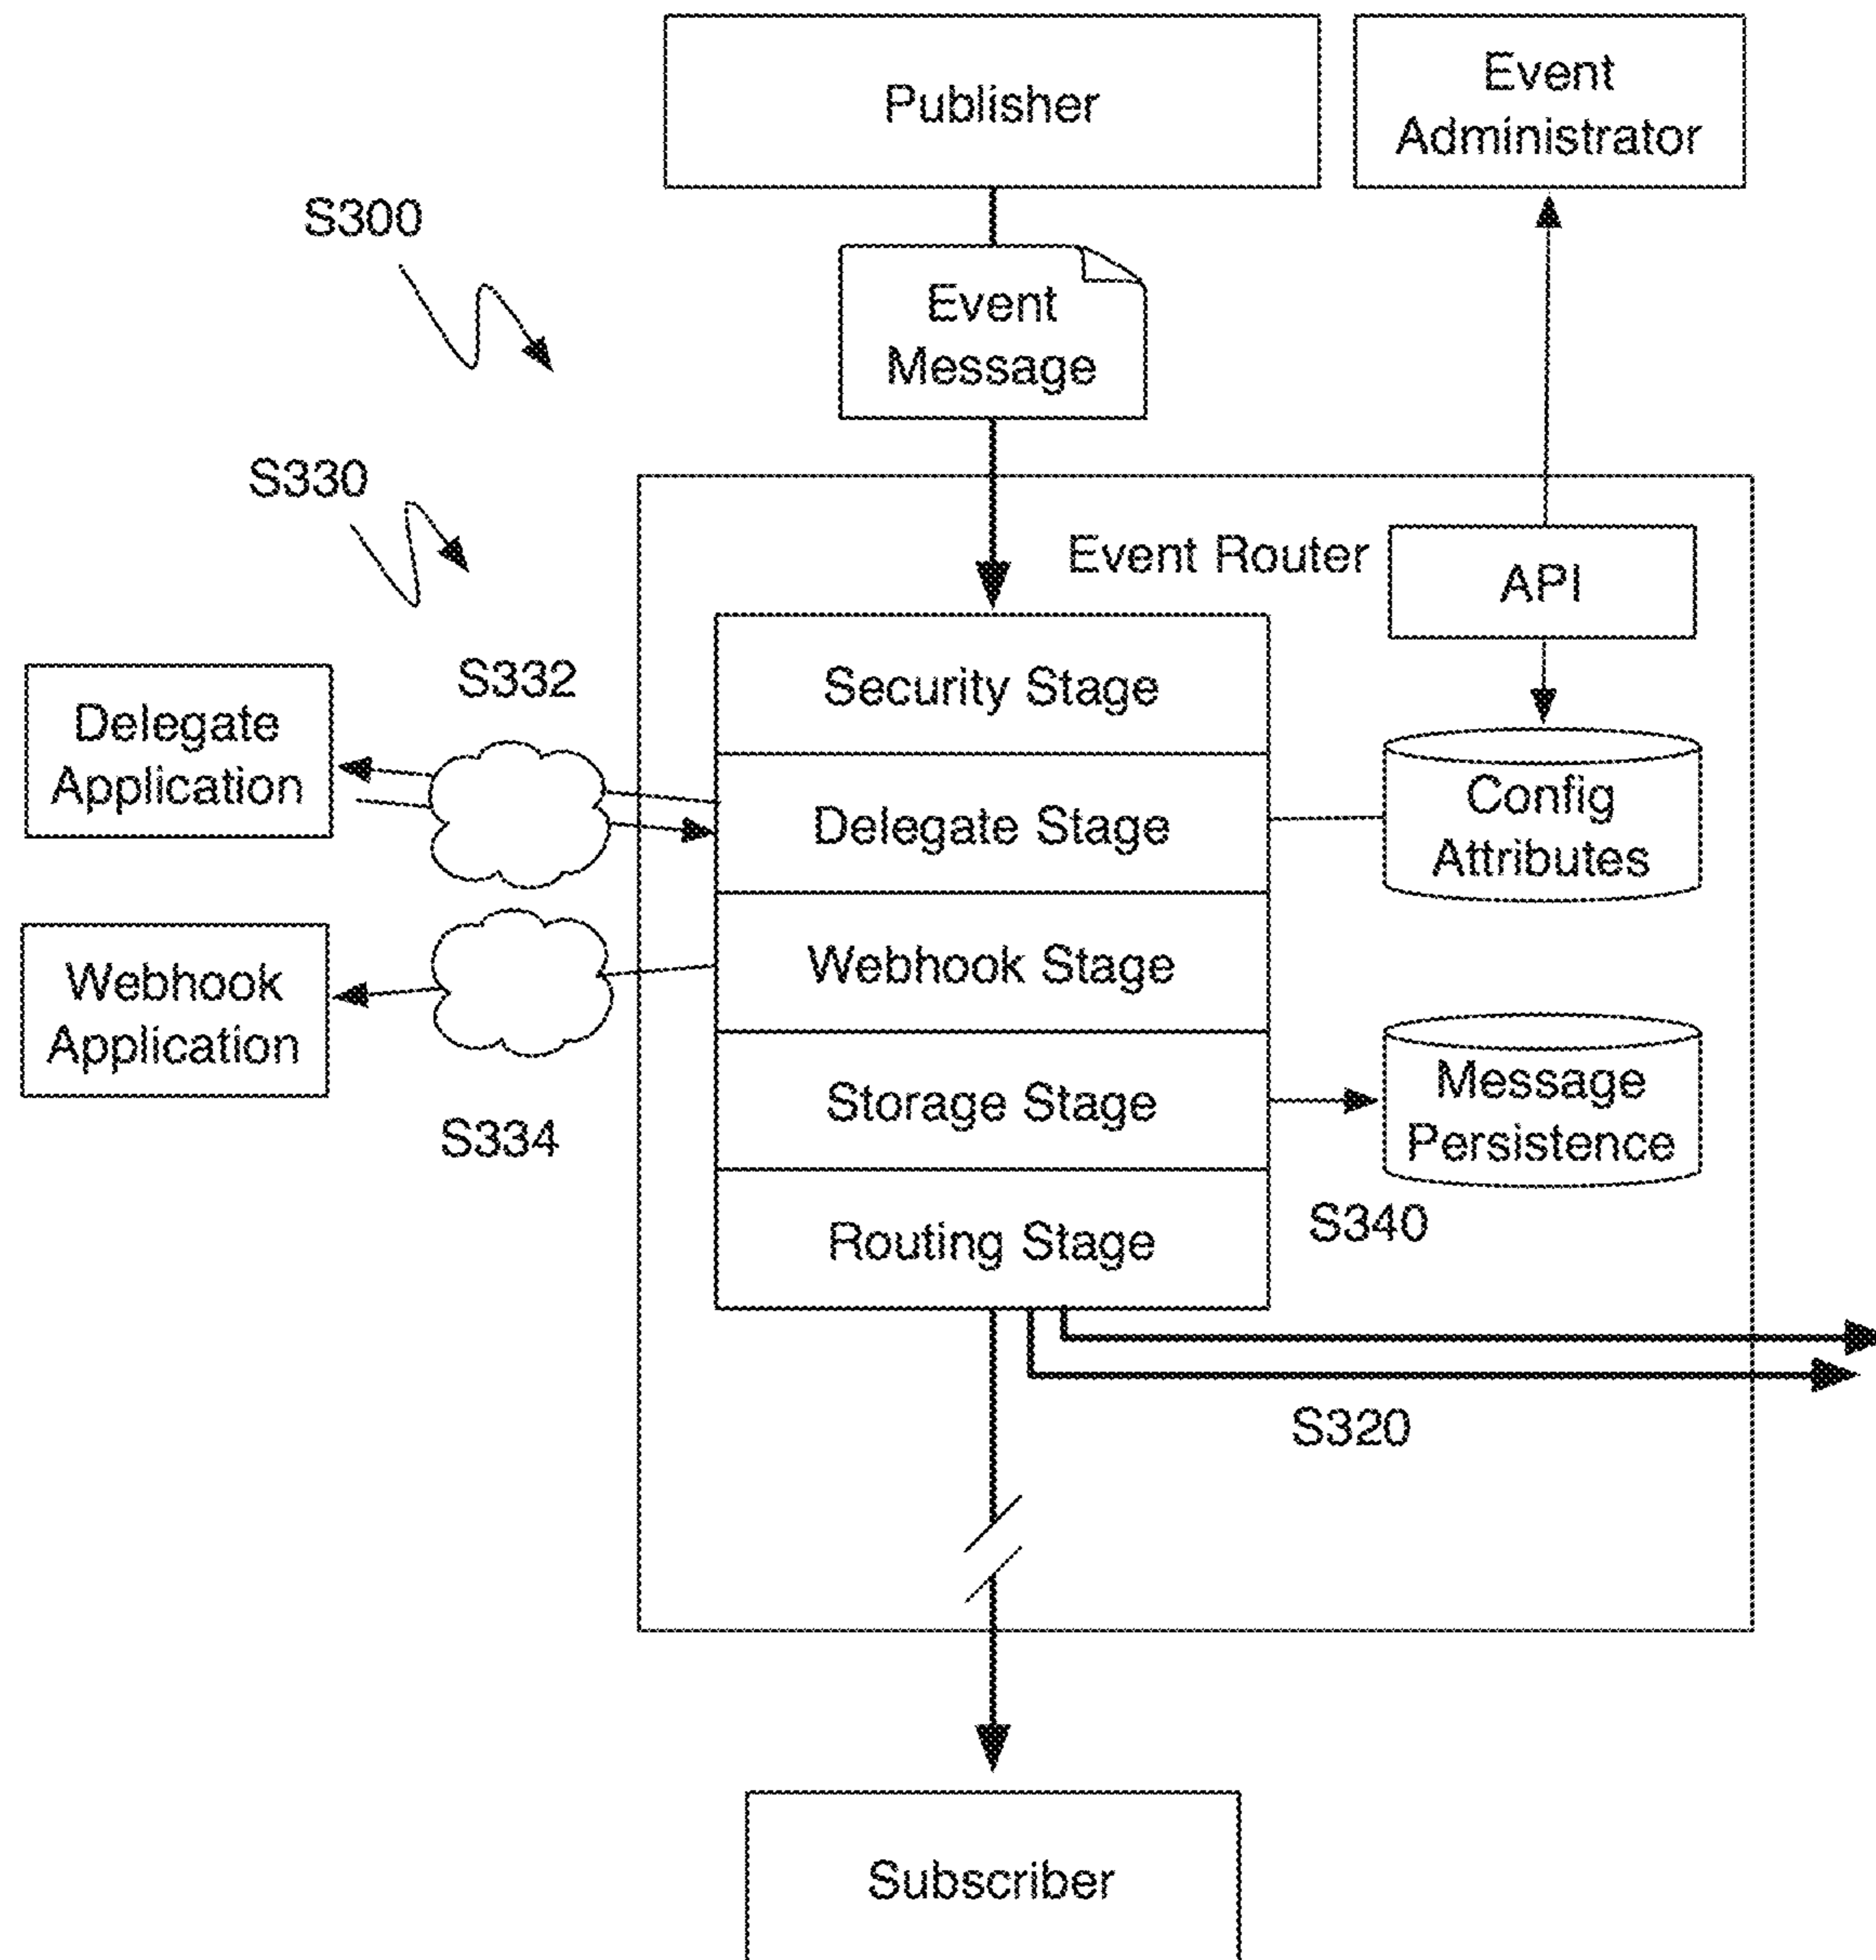 Publisher
Event
Administrator
S300
Event
Message
S330
Event Router
API
S332
Security Stage
Delegate
Application
Delegate Stage
Config
Attributes
Webhook
Application
Webhook Stage
Storage Stage
Message
Persistence
S334
S340
Routing Stage
S320
Subscriber